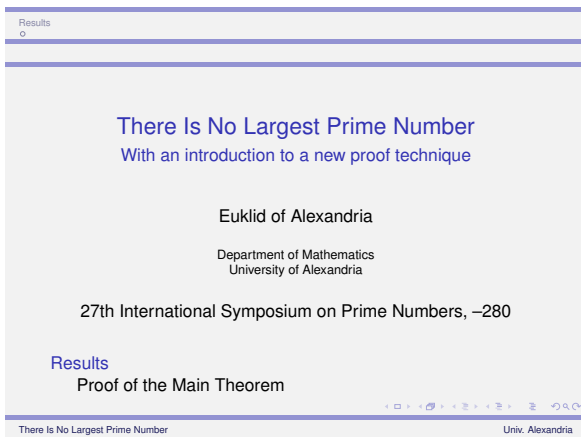 Results
There Is No Largest Prime Number
With an introduction to a new proof technique
Euklid of Alexandria
Department of Mathematics
University of Alexandria
27th International Symposium on Prime Numbers, –280
Results
Proof of the Main Theorem
There Is No Largest Prime Number Univ. Alexandria